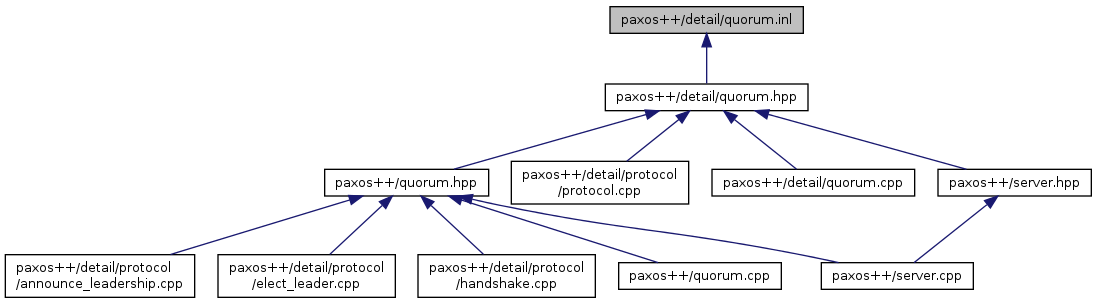 paxos++/detail/quorum.inl
paxos++/detail/quorum.hpp
paxos++/quorum.hpp
paxos++/detail/protocol
/protocol.cpp
paxos++/detail/quorum.cpp
paxos++/server.hpp
paxos++/detail/protocol
/announce_leadership.cpp
paxos++/detail/protocol
/elect_leader.cpp
paxos++/detail/protocol
/handshake.cpp
paxos++/quorum.cpp
paxos++/server.cpp